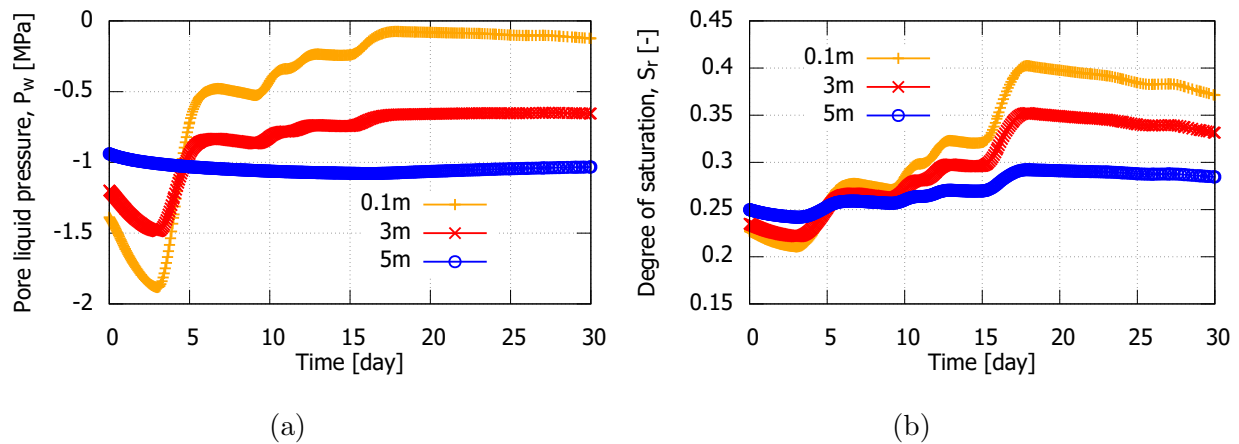 Pore liquid pressure, P_w [MPa]
0
-0.5
-1
-1.5
-2
0.1m
3m
5m
0 5 10 15 20 25 30
Time [day]
(a)
Degree of saturation, S_r [-]
0.45
0.4
0.35
0.3
0.25
0.2
0.15
0.1m
3m
5m
0 5 10 15 20 25 30
Time [day]
(b)